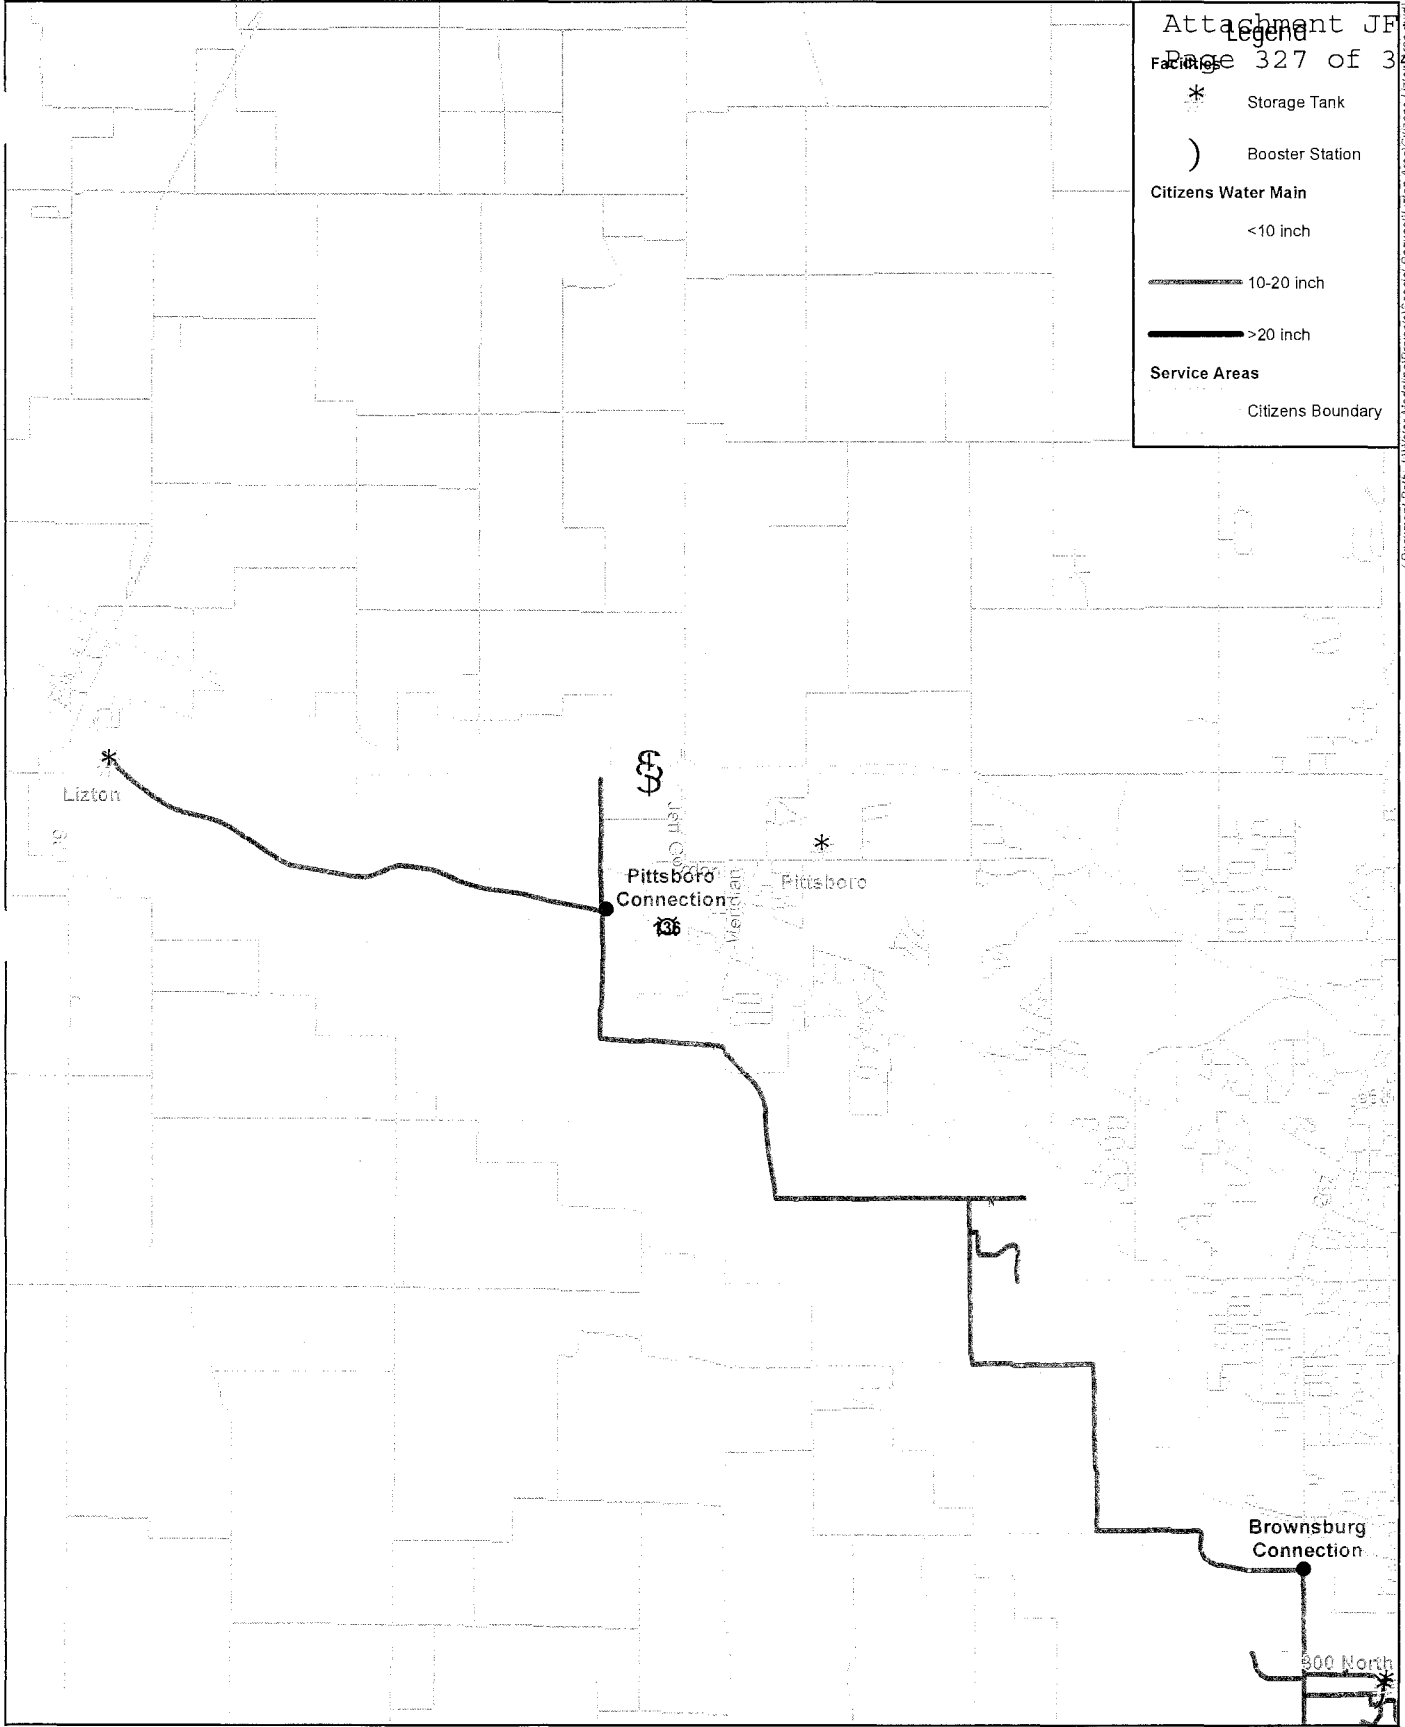 Attachment JF
Page 327 of 3
Legend
Facilities
Storage Tank
Booster Station
Citizens Water Main
<10 inch
10-20 inch
>20 inch
Service Areas
Citizens Boundary
Lizton
Pittsboro
Connection
136
Pittsboro
Brownsburg
Connection
300 North